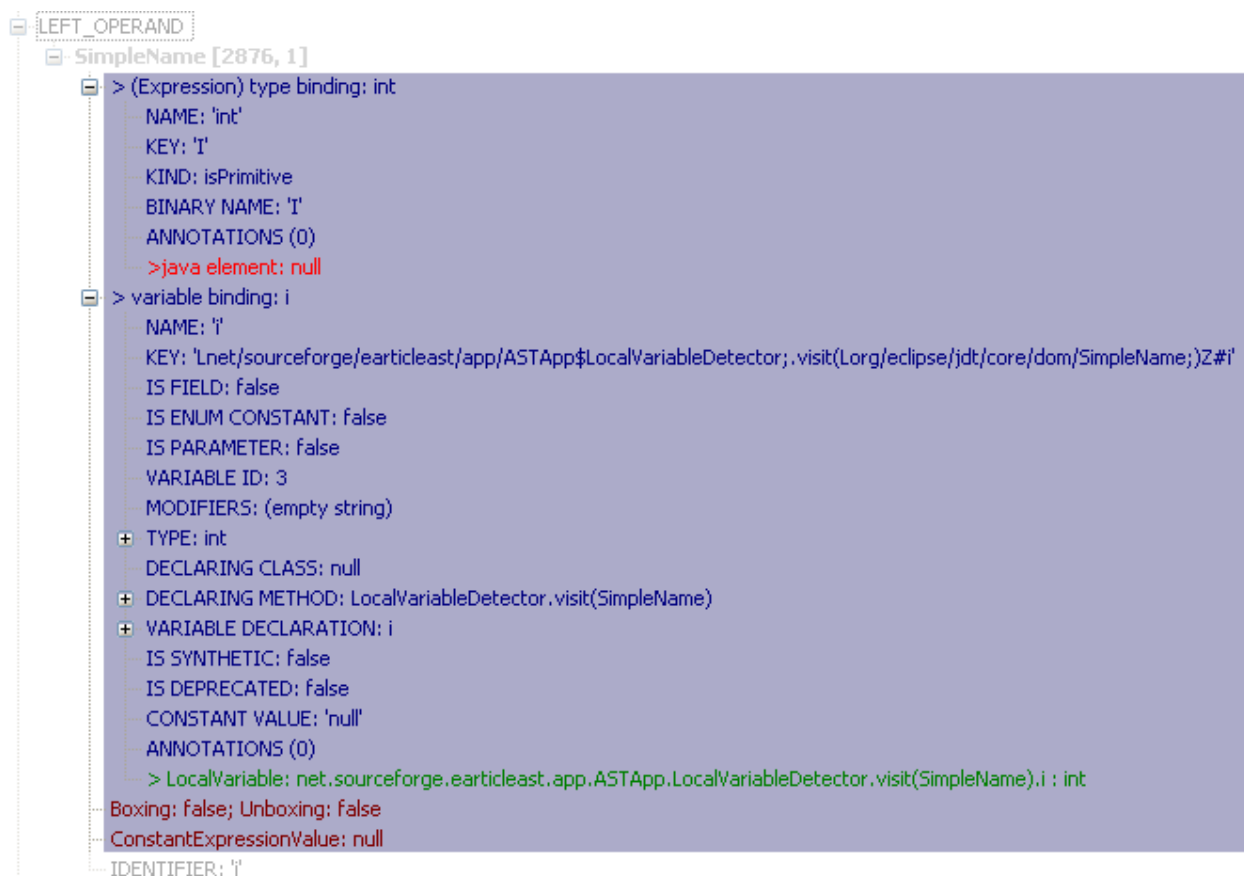 LEFT_OPERAND
SimpleName [2876, 1]
> (Expression) type binding: int
NAME: 'int'
KEY: 'I'
KIND: isPrimitive
BINARY NAME: 'I'
ANNOTATIONS (0)
>java element: null
> variable binding: i
NAME: 'i'
KEY: 'Lnet/sourceforge/earticleast/app/ASTApp$LocalVariableDetector;.visit(Lorg/eclipse/jdt/core/dom/SimpleName;)Z#i'
IS FIELD: false
IS ENUM CONSTANT: false
IS PARAMETER: false
VARIABLE ID: 3
MODIFIERS: (empty string)
TYPE: int
DECLARING CLASS: null
DECLARING METHOD: LocalVariableDetector.visit(SimpleName)
VARIABLE DECLARATION: i
IS SYNTHETIC: false
IS DEPRECATED: false
CONSTANT VALUE: 'null'
ANNOTATIONS (0)
> LocalVariable: net.sourceforge.earticleast.app.ASTApp.LocalVariableDetector.visit(SimpleName).i : int
Boxing: false; Unboxing: false
ConstantExpressionValue: null
IDENTIFIER: 'i'